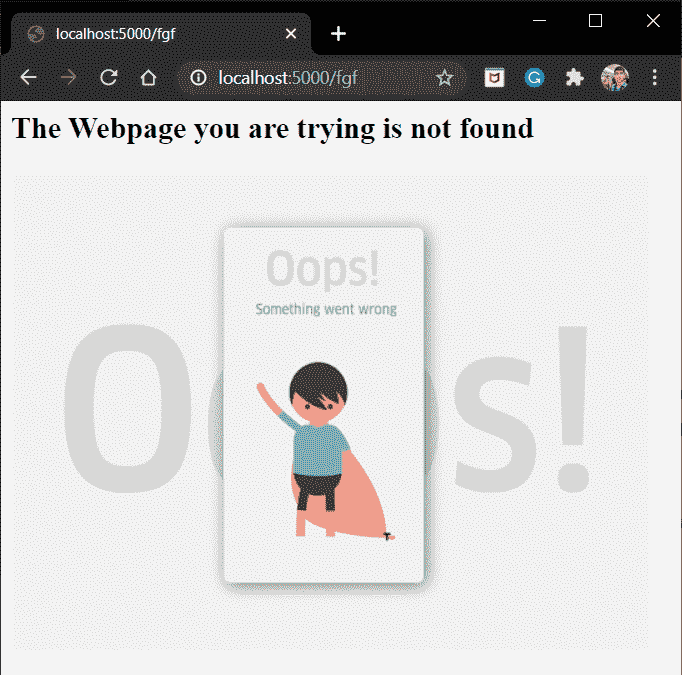 localhost:5000/fgf
localhost:5000/fgf
The Webpage you are trying is not found
Oops!
Something went wrong
Oops!